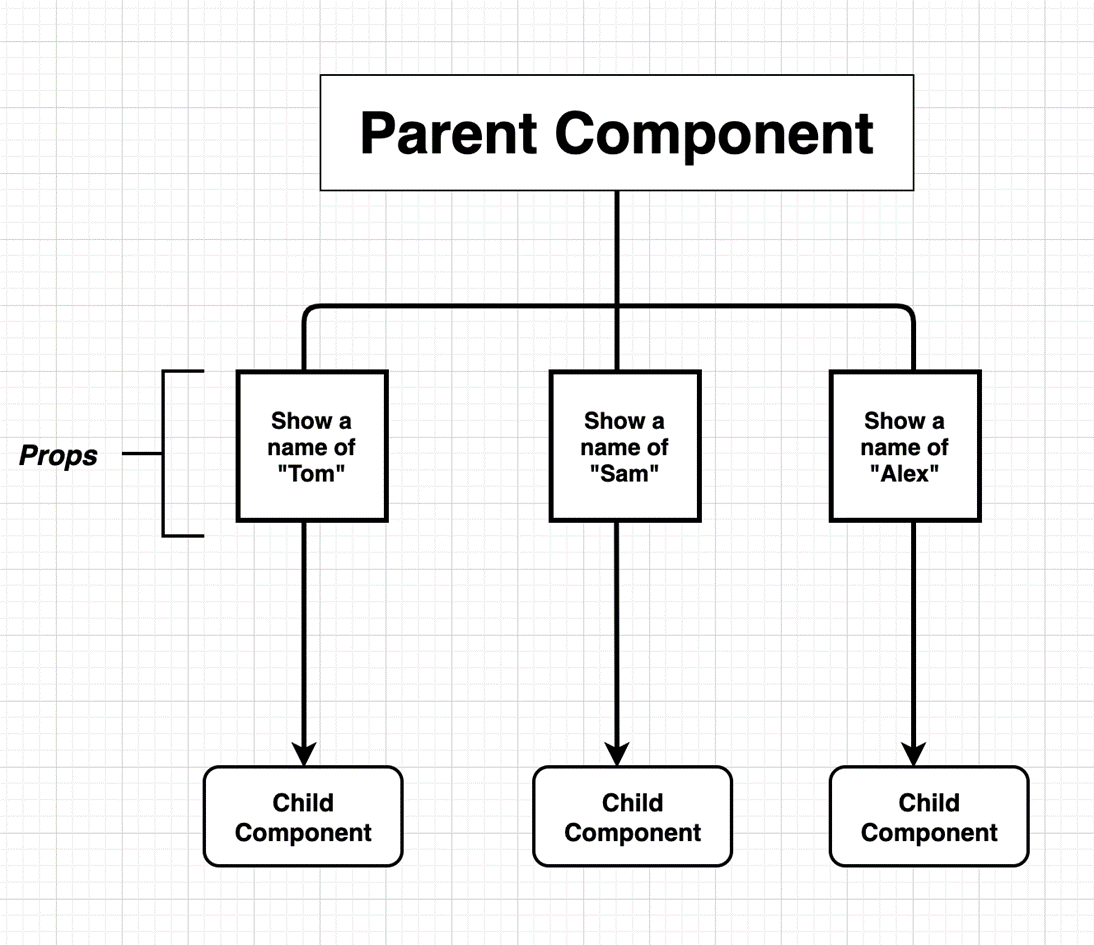 Parent Component
Props
Show a
name of
"Tom"
Show a
name of
"Sam"
Show a
name of
"Alex"
Child
Component
Child
Component
Child
Component